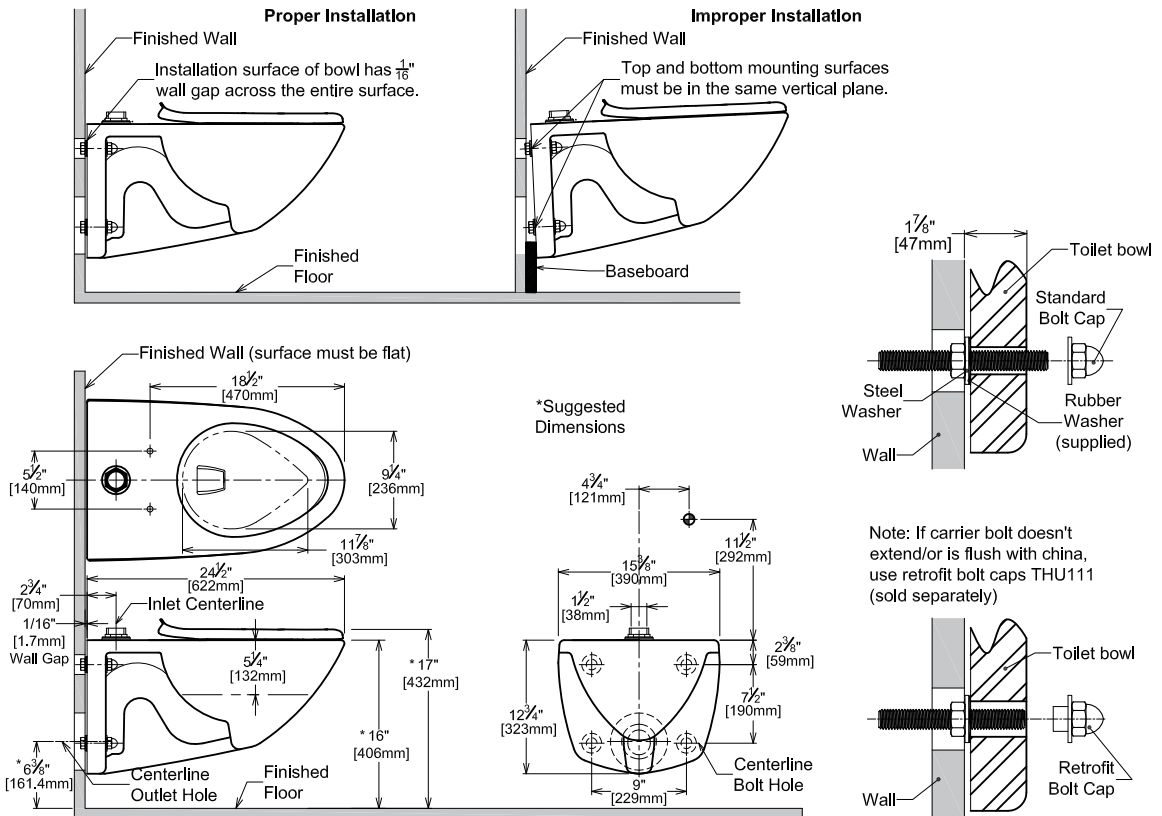 Proper Installation
Finished Wall
Installation surface of bowl has 1/16"
wall gap across the entire surface.
Finished
Floor
Improper Installation
Finished Wall
Top and bottom mounting surfaces
must be in the same vertical plane.
Baseboard
1 7/8"
[47mm]
Toilet bowl
Standard
Bolt Cap
Steel
Washer
Rubber
Washer
(supplied)
Wall
Finished Wall (surface must be flat)
18 1/2"
[470mm]
5 1/2"
[140mm]
9 1/4"
[236mm]
11 7/8"
[303mm]
24 1/2"
[622mm]
2 3/4"
[70mm]
Inlet Centerline
1/16"
[1.7mm]
Wall Gap
5 1/4"
[132mm]
*17"
[432mm]
*16"
[406mm]
*6 3/8"
[161.4mm]
Centerline
Outlet Hole
Finished
Floor
*Suggested
Dimensions
4 3/4"
[121mm]
11 1/2"
[292mm]
15 3/8"
[390mm]
1 1/2"
[38mm]
2 3/8"
[59mm]
7 1/2"
[190mm]
12 3/4"
[323mm]
9"
[229mm]
Centerline
Bolt Hole
Note: If carrier bolt doesn't
extend/or is flush with china,
use retrofit bolt caps THU111
(sold separately)
Toilet bowl
Retrofit
Bolt Cap
Wall